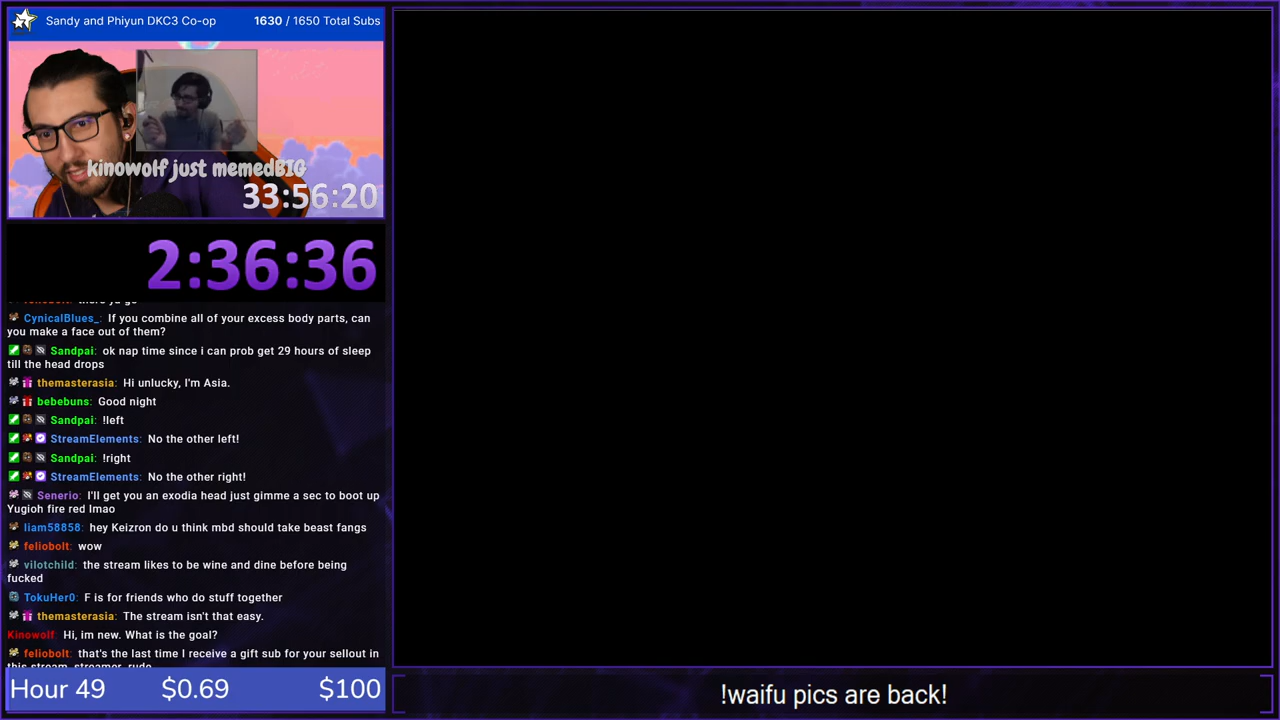 Sandy and Phiyun DKC3 Co-op 1630 / 1650 Total Subs
kinowolf just memedBIG
33:56:20
2:36:36
CynicalBlues_: If you combine all of your excess body parts, can
you make a face out of them?
Sandpai: ok nap time since i can prob get 29 hours of sleep
till the head drops
themasterasia: Hi unlucky, I'm Asia.
bebebuns: Good night
Sandpai: !left
StreamElements: No the other left!
Sandpai: !right
StreamElements: No the other right!
Senerio: I'll get you an exodia head just gimme a sec to boot up
Yugioh fire red lmao
liam58858: hey Keizron do u think mbd should take beast fangs
feliobolt: wow
vilotchild: the stream likes to be wine and dine before being
fucked
TokuHer0: F is for friends who do stuff together
themasterasia: The stream isn't that easy.
Kinowolf: Hi, im new. What is the goal?
feliobolt: that's the last time I receive a gift sub for your sellout in
this stream, streamer, rude
Hour 49 $0.69 $100
!waifu pics are back!